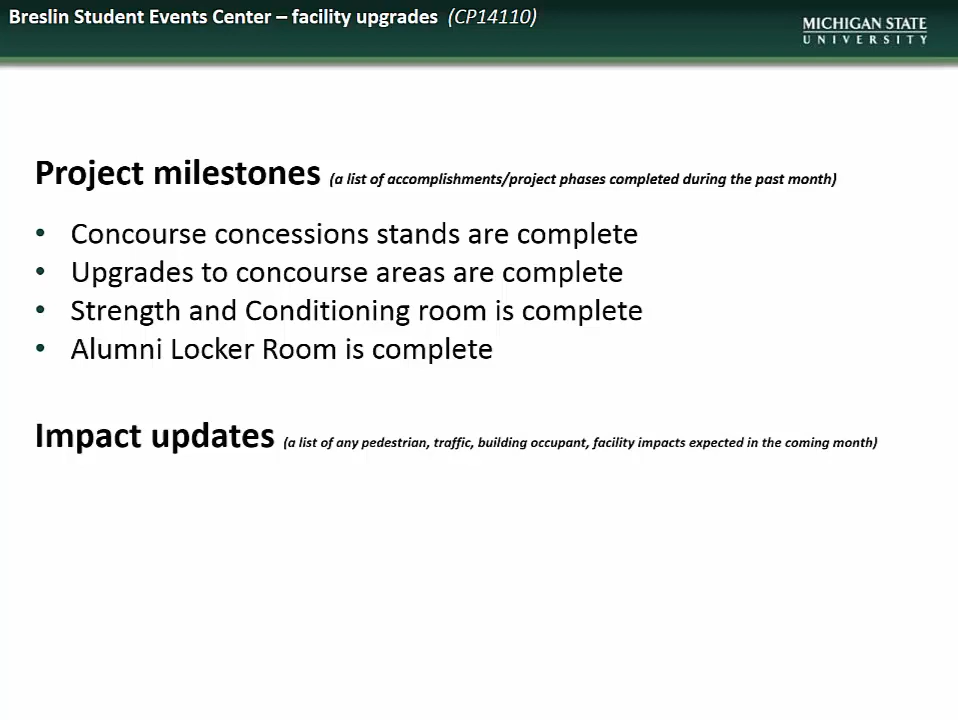 Breslin Student Events Center – facility upgrades (CP14110)
MICHIGAN STATE
UNIVERSITY
Project milestones (a list of accomplishments/project phases completed during the past month)
• Concourse concessions stands are complete
• Upgrades to concourse areas are complete
• Strength and Conditioning room is complete
• Alumni Locker Room is complete
Impact updates (a list of any pedestrian, traffic, building occupant, facility impacts expected in the coming month)